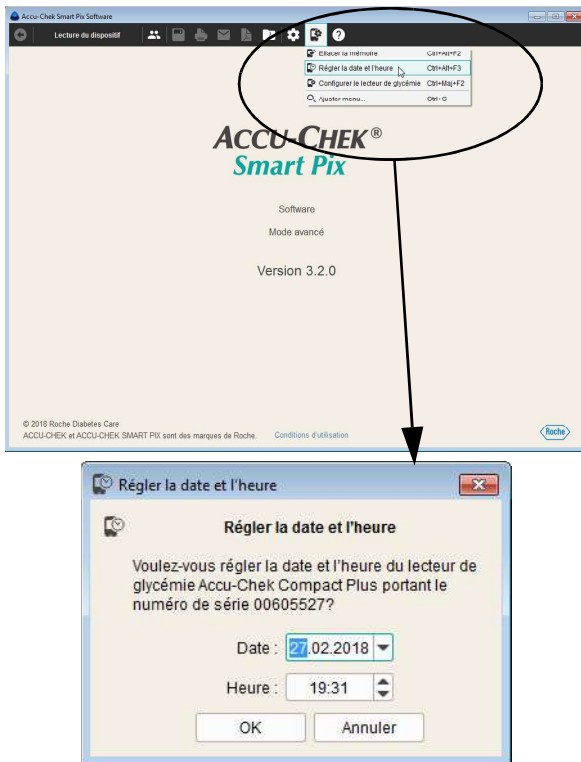 Accu-Chek Smart Pix Software
Lecture du dispositif
Effacer la mémoire Ctrl+Alt+F2
Régler la date et l'heure Ctrl+Alt+F3
Configurer le lecteur de glycémie Ctrl+Maj+F2
Ajuster menu...
ACCU-CHEK®
Smart Pix
Software
Mode avancé
Version 3.2.0
© 2018 Roche Diabetes Care
ACCU-CHEK et ACCU-CHEK SMART PIX sont des marques de Roche. Conditions d'utilisation
Roche
Régler la date et l'heure
Régler la date et l'heure
Voulez-vous régler la date et l'heure du lecteur de
glycémie Accu-Chek Compact Plus portant le
numéro de série 00605527?
Date : 27.02.2018
Heure : 19:31
OK Annuler